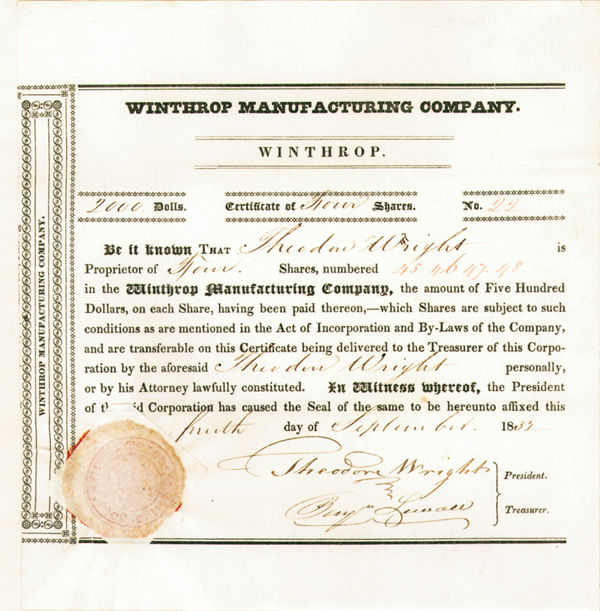 WINTHROP MANUFACTURING COMPANY.
WINTHROP.
2000 Dolls. Certificate of Four Shares. No. 22
Be it known THAT Theodore Wright is
Proprietor of Four. Shares, numbered 45 46 47. 48
in the Winthrop Manufacturing Company, the amount of Five Hundred
Dollars, on each Share, having been paid thereon,—which Shares are subject to such
conditions as are mentioned in the Act of Incorporation and By-Laws of the Company,
and are transferable on this Certificate being delivered to the Treasurer of this Corpo-
ration by the aforesaid Theodore Wright personally,
or by his Attorney lawfully constituted. In Witness whereof, the President
of the said Corporation has caused the Seal of the same to be hereunto affixed this
day of September. 18
Theodore Wright President.
Treasurer.
WINTHROP MANUFACTURING COMPANY.